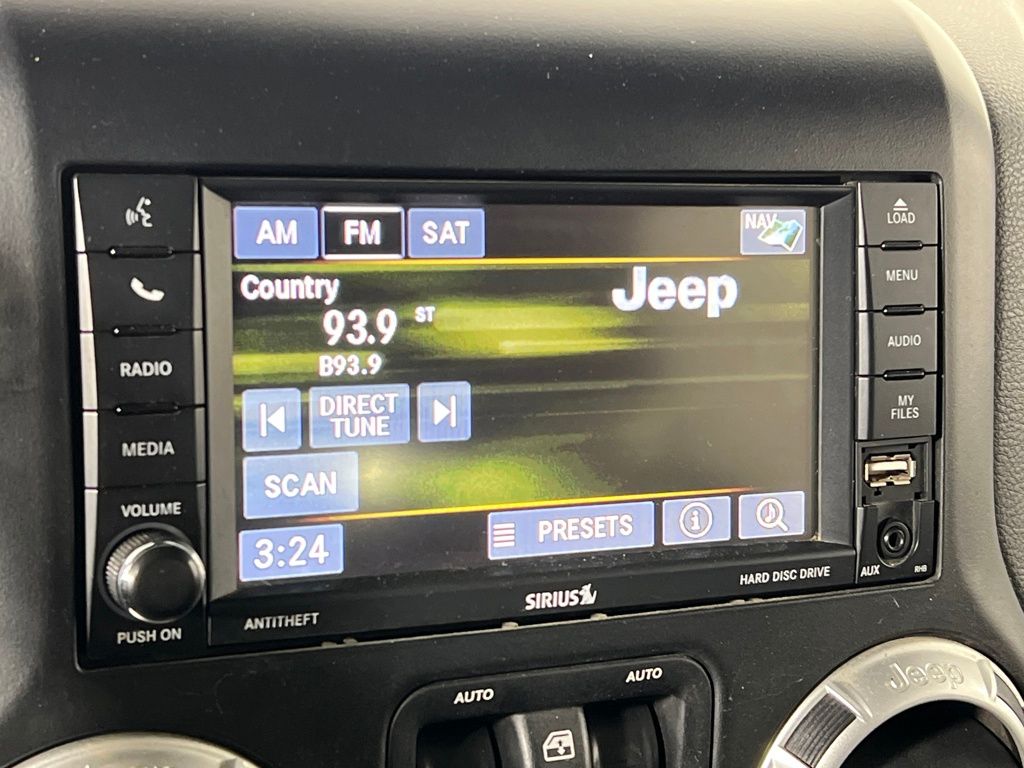 AM FM SAT NAV
Country
Jeep
93.9 ST
B93.9
DIRECT
TUNE
SCAN
3:24
PRESETS
RADIO
MEDIA
VOLUME
PUSH ON
ANTITHEFT
SIRIUS
HARD DISC DRIVE
LOAD
MENU
AUDIO
MY
FILES
AUX RHB
AUTO AUTO
Jeep